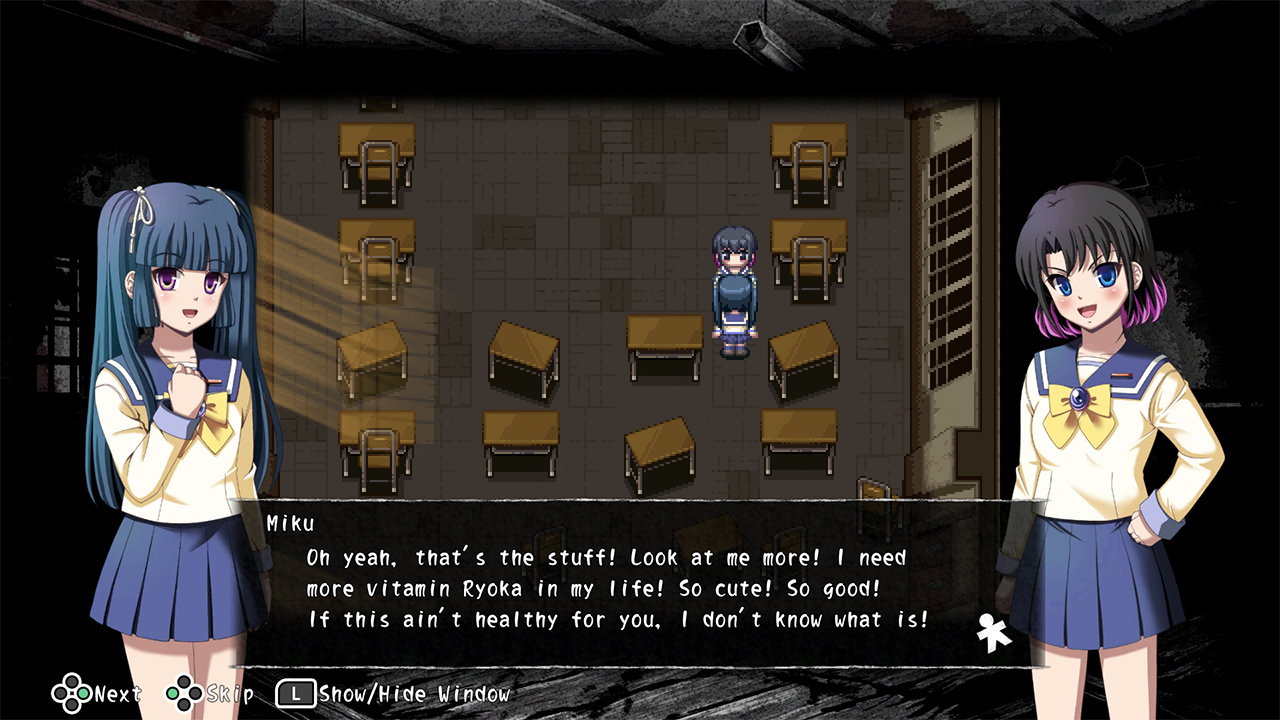 Miku
Oh yeah, that's the stuff! Look at me more! I need
more vitamin Ryoka in my life! So cute! So good!
If this ain't healthy for you, I don't know what is!
Next Skip L Show/Hide Window